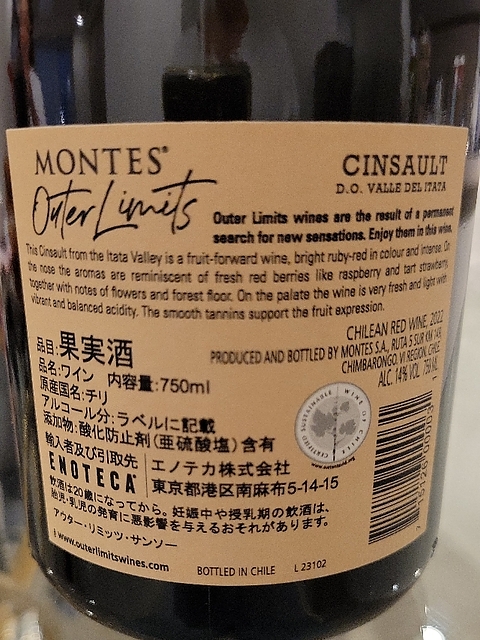 MONTES®
Outer Limits
CINSAULT
D.O. VALLE DEL ITATA
Outer Limits wines are the result of a permanent
search for new sensations. Enjoy them in this wine.
This Cinsault from the Itata Valley is a fruit-forward wine, bright ruby-red in colour and intense. On
the nose the aromas are reminiscent of fresh red berries like raspberry and tart strawberry,
together with notes of flowers and forest floor. On the palate the wine is very fresh and light with
vibrant and balanced acidity. The smooth tannins support the fruit expression.
CHILEAN RED WINE, 2022
PRODUCED AND BOTTLED BY MONTES S.A., RUTA 5 SUR KM 149,
CHIMBARONGO, VI REGION, CHILE.
ALC. 14% VOL. 750 ML
品目:果実酒
品名:ワイン 内容量:750ml
原産国名:チリ
アルコール分:ラベルに記載
添加物:酸化防止剤(亜硫酸塩)含有
輸入者及び引取先
ENOTECA
エノテカ株式会社
東京都港区南麻布5-14-15
飲酒は20歳になってから。妊娠中や授乳期の飲酒は、
胎児・乳児の発育に悪影響を与えるおそれがあります。
アウター・リミッツ・サンソー
www.outerlimitswines.com
BOTTLED IN CHILE
L 23102
CERTIFIED SUSTAINABLE WINE OF CHILE